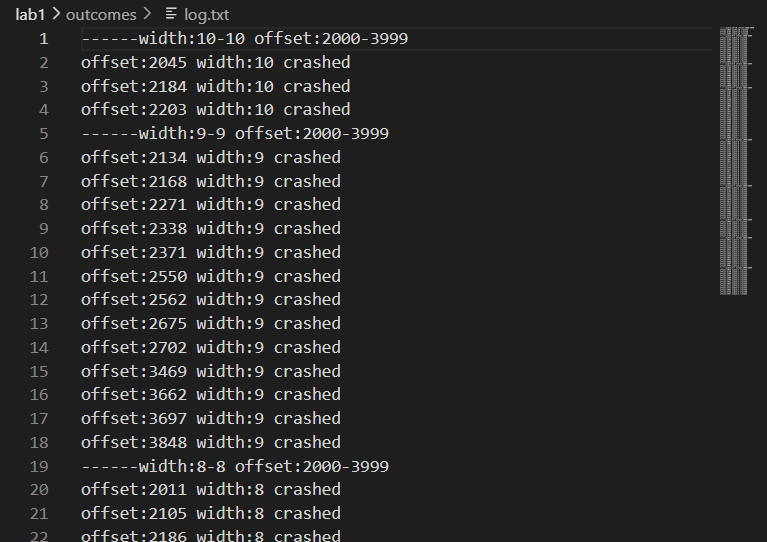 lab1 > outcomes > log.txt
1 ------width:10-10 offset:2000-3999
2 offset:2045 width:10 crashed
3 offset:2184 width:10 crashed
4 offset:2203 width:10 crashed
5 ------width:9-9 offset:2000-3999
6 offset:2134 width:9 crashed
7 offset:2168 width:9 crashed
8 offset:2271 width:9 crashed
9 offset:2338 width:9 crashed
10 offset:2371 width:9 crashed
11 offset:2550 width:9 crashed
12 offset:2562 width:9 crashed
13 offset:2675 width:9 crashed
14 offset:2702 width:9 crashed
15 offset:3469 width:9 crashed
16 offset:3662 width:9 crashed
17 offset:3697 width:9 crashed
18 offset:3848 width:9 crashed
19 ------width:8-8 offset:2000-3999
20 offset:2011 width:8 crashed
21 offset:2105 width:8 crashed
22 offset:2186 width:8 crashed